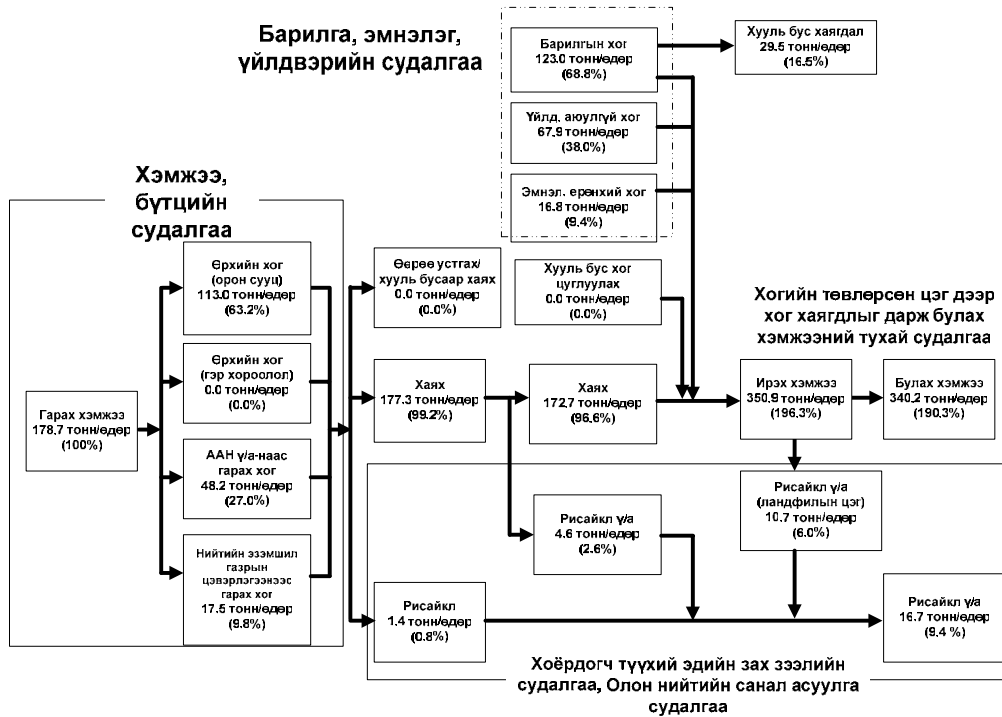 Барилга, эмнэлэг,
үйлдвэрийн судалгаа
Барилгын хог
123.0 тонн/өдөр
(68.8%)
Хууль бус хаягдал
29.5 тонн/өдөр
(16.5%)
Үйлд. аюулгүй хог
67.9 тонн/өдөр
(38.0%)
Эмнэл. ерөнхий хог
16.8 тонн/өдөр
(9.4%)
Хэмжээ,
бүтцийн
судалгаа
Гарах хэмжээ
178.7 тонн/өдөр
(100%)
Өрхийн хог
(орон сууц)
113.0 тонн/өдөр
(63.2%)
Өрхийн хог
(гэр хороолол)
0.0 тонн/өдөр
(0.0%)
ААН ү/а-наас
гарах хог
48.2 тонн/өдөр
(27.0%)
Нийтийн эзэмшил
газрын
цэвэрлэгээнээс
гарах хог
17.5 тонн/өдөр
(9.8%)
Өөрөө устгах/
хууль бусаар хаях
0.0 тонн/өдөр
(0.0%)
Хууль бус хог
цуглуулах
0.0 тонн/өдөр
(0.0%)
Хогийн төвлөрсөн цэг дээр
хог хаягдлыг дарж булах
хэмжээний тухай судалгаа
Хаях
177.3 тонн/өдөр
(99.2%)
Хаях
172.7 тонн/өдөр
(96.6%)
Ирэх хэмжээ
350.9 тонн/өдөр
(196.3%)
Булах хэмжээ
340.2 тонн/өдөр
(190.3%)
Рисайкл ү/а
4.6 тонн/өдөр
(2.6%)
Рисайкл ү/а
(ландфилын цэг)
10.7 тонн/өдөр
(6.0%)
Рисайкл
1.4 тонн/өдөр
(0.8%)
Рисайкл ү/а
16.7 тонн/өдөр
(9.4 %)
Хоёрдогч түүхий эдийн зах зээлийн
судалгаа, Олон нийтийн санал асуулга
судалгаа